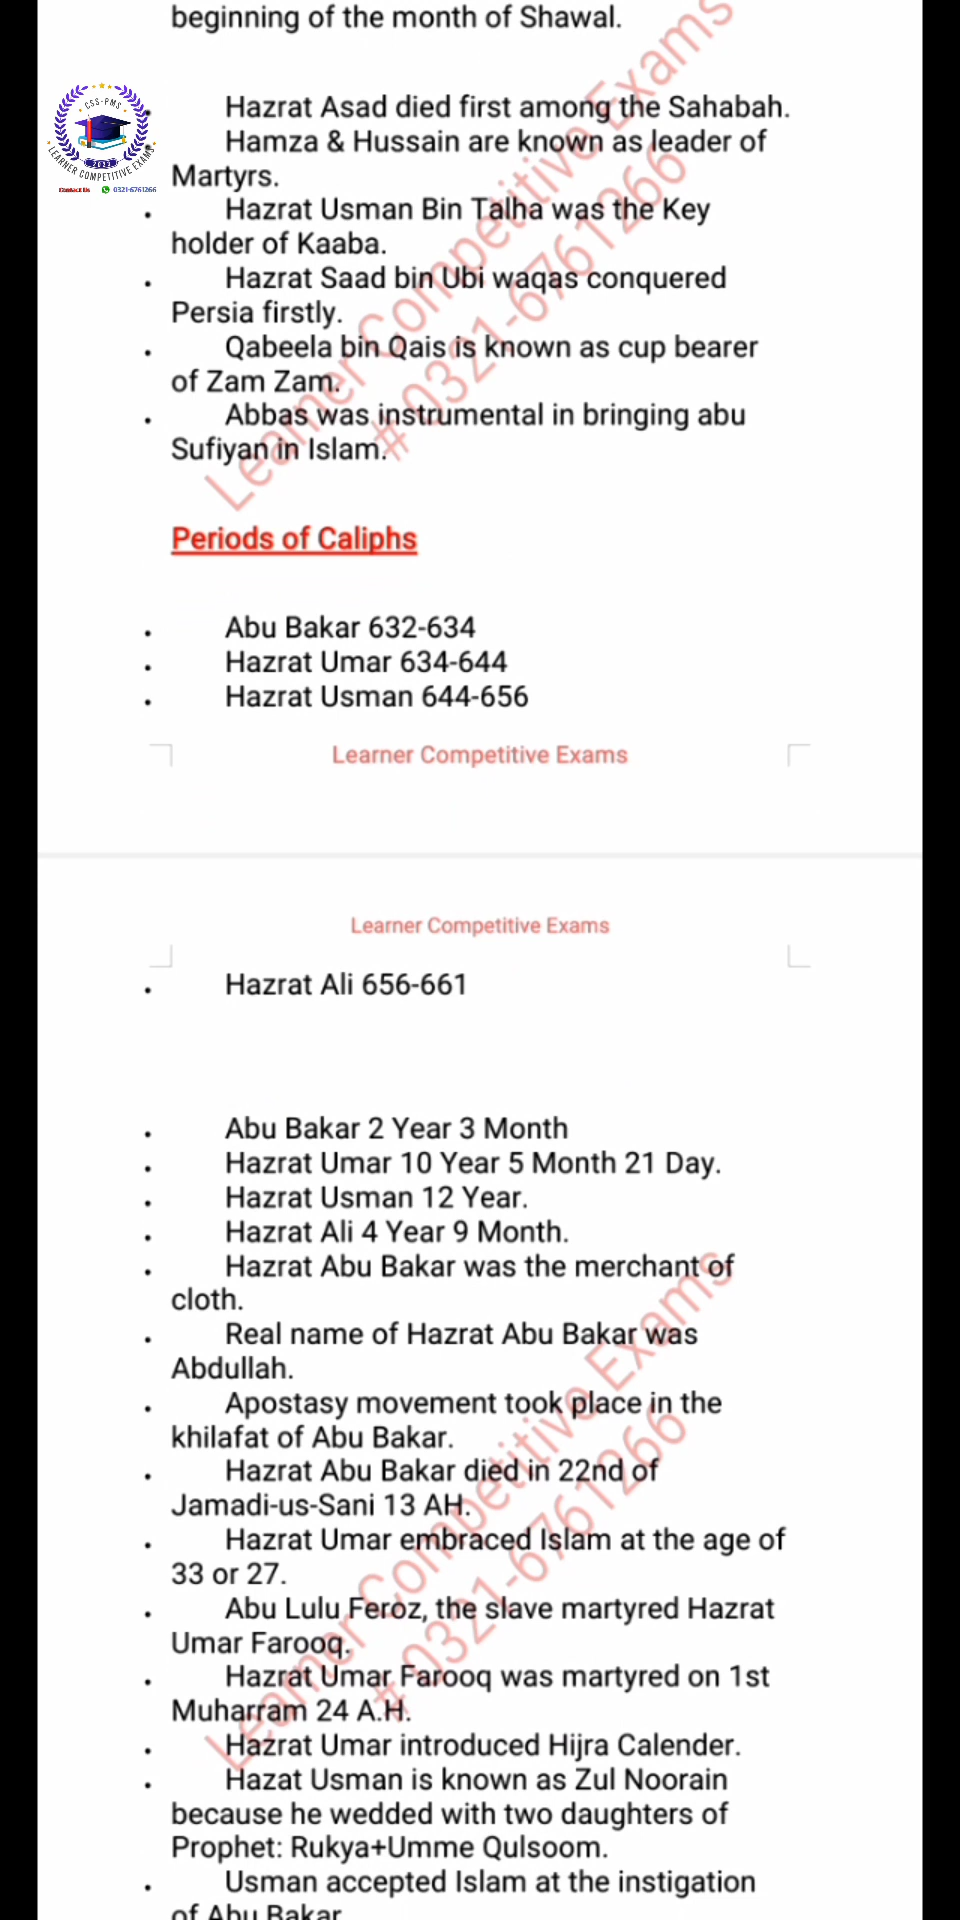 beginning of the month of Shawal.
CSS-PMS
2022
LEARNER COMPETITIVE EXAMS
Contact Us 0321-6761266
• Hazrat Asad died first among the Sahabah.
• Hamza & Hussain are known as leader of
Martyrs.
• Hazrat Usman Bin Talha was the Key
holder of Kaaba.
• Hazrat Saad bin Ubi waqas conquered
Persia firstly.
• Qabeela bin Qais is known as cup bearer
of Zam Zam.
• Abbas was instrumental in bringing abu
Sufiyan in Islam.
Learner Competitive Exams
# 0321-6761266
Periods of Caliphs
• Abu Bakar 632-634
• Hazrat Umar 634-644
• Hazrat Usman 644-656
Learner Competitive Exams
Learner Competitive Exams
• Hazrat Ali 656-661
• Abu Bakar 2 Year 3 Month
• Hazrat Umar 10 Year 5 Month 21 Day.
• Hazrat Usman 12 Year.
• Hazrat Ali 4 Year 9 Month.
• Hazrat Abu Bakar was the merchant of
cloth.
• Real name of Hazrat Abu Bakar was
Abdullah.
• Apostasy movement took place in the
khilafat of Abu Bakar.
• Hazrat Abu Bakar died in 22nd of
Jamadi-us-Sani 13 AH.
• Hazrat Umar embraced Islam at the age of
33 or 27.
• Abu Lulu Feroz, the slave martyred Hazrat
Umar Farooq.
• Hazrat Umar Farooq was martyred on 1st
Muharram 24 A.H.
• Hazrat Umar introduced Hijra Calender.
• Hazat Usman is known as Zul Noorain
because he wedded with two daughters of
Prophet: Rukya+Umme Qulsoom.
• Usman accepted Islam at the instigation
of Abu Bakar
Learner Competitive Exams
# 0321-6761266